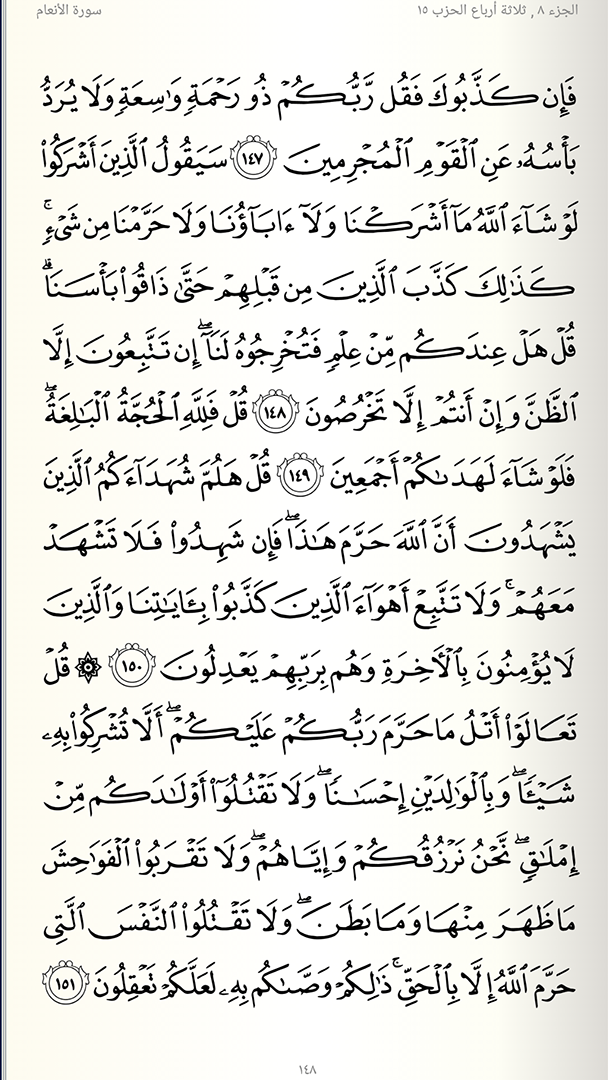 سورة الأنعام
الجزء ٨ , ثلاثة أرباع الحزب ١٥
فَإِن كَذَّبُوكَ فَقُل رَّبُّكُمْ ذُو رَحْمَةٍ وَٰسِعَةٍ وَلَا يُرَدُّ
بَأْسُهُۥ عَنِ ٱلْقَوْمِ ٱلْمُجْرِمِينَ ١٤٧ سَيَقُولُ ٱلَّذِينَ أَشْرَكُوا۟
لَوْ شَآءَ ٱللَّهُ مَآ أَشْرَكْنَا وَلَآ ءَابَآؤُنَا وَلَا حَرَّمْنَا مِن شَىْءٍ ۚ
كَذَٰلِكَ كَذَّبَ ٱلَّذِينَ مِن قَبْلِهِمْ حَتَّىٰ ذَاقُوا۟ بَأْسَنَا ۗ
قُلْ هَلْ عِندَكُم مِّنْ عِلْمٍ فَتُخْرِجُوهُ لَنَآ ۖ إِن تَتَّبِعُونَ إِلَّا
ٱلظَّنَّ وَإِنْ أَنتُمْ إِلَّا تَخْرُصُونَ ١٤٨ قُلْ فَلِلَّهِ ٱلْحُجَّةُ ٱلْبَٰلِغَةُ ۖ
فَلَوْ شَآءَ لَهَدَىٰكُمْ أَجْمَعِينَ ١٤٩ قُلْ هَلُمَّ شُهَدَآءَكُمُ ٱلَّذِينَ
يَشْهَدُونَ أَنَّ ٱللَّهَ حَرَّمَ هَٰذَا ۖ فَإِن شَهِدُوا۟ فَلَا تَشْهَدْ
مَعَهُمْ ۚ وَلَا تَتَّبِعْ أَهْوَآءَ ٱلَّذِينَ كَذَّبُوا۟ بِـَٔايَٰتِنَا وَٱلَّذِينَ
لَا يُؤْمِنُونَ بِٱلْـَٔاخِرَةِ وَهُم بِرَبِّهِمْ يَعْدِلُونَ ١٥٠ ۞ قُلْ
تَعَالَوْا۟ أَتْلُ مَا حَرَّمَ رَبُّكُمْ عَلَيْكُمْ ۖ أَلَّا تُشْرِكُوا۟ بِهِۦ
شَيْـًٔا ۖ وَبِٱلْوَٰلِدَيْنِ إِحْسَٰنًا ۖ وَلَا تَقْتُلُوٓا۟ أَوْلَٰدَكُم مِّنْ
إِمْلَٰقٍ ۖ نَّحْنُ نَرْزُقُكُمْ وَإِيَّاهُمْ ۖ وَلَا تَقْرَبُوا۟ ٱلْفَوَٰحِشَ
مَا ظَهَرَ مِنْهَا وَمَا بَطَنَ ۖ وَلَا تَقْتُلُوا۟ ٱلنَّفْسَ ٱلَّتِى
حَرَّمَ ٱللَّهُ إِلَّا بِٱلْحَقِّ ۚ ذَٰلِكُمْ وَصَّىٰكُم بِهِۦ لَعَلَّكُمْ تَعْقِلُونَ ١٥١
١٤٨